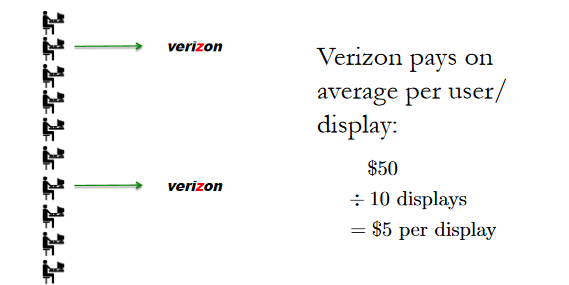 verizon
verizon
Verizon pays on
average per user/
display:
$50
÷ 10 displays
= $5 per display